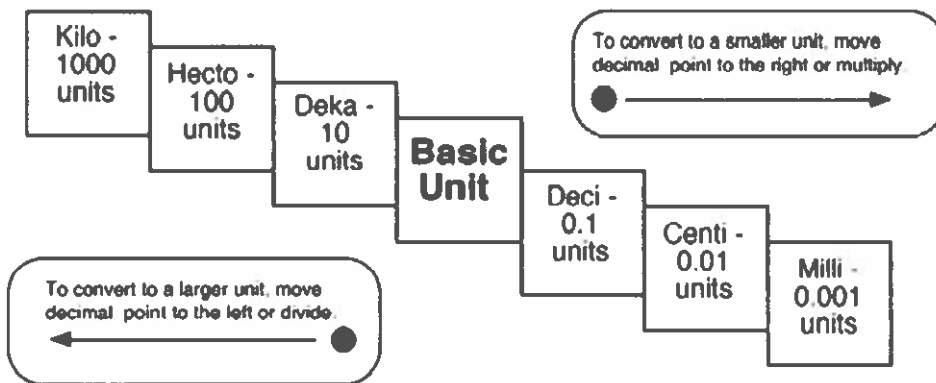 Kilo -
1000
units
Hecto -
100
units
Deka -
10
units
Basic
Unit
Deci -
0.1
units
Centi -
0.01
units
Milli -
0.001
units
To convert to a smaller unit, move
decimal point to the right or multiply.
To convert to a larger unit, move
decimal point to the left or divide.